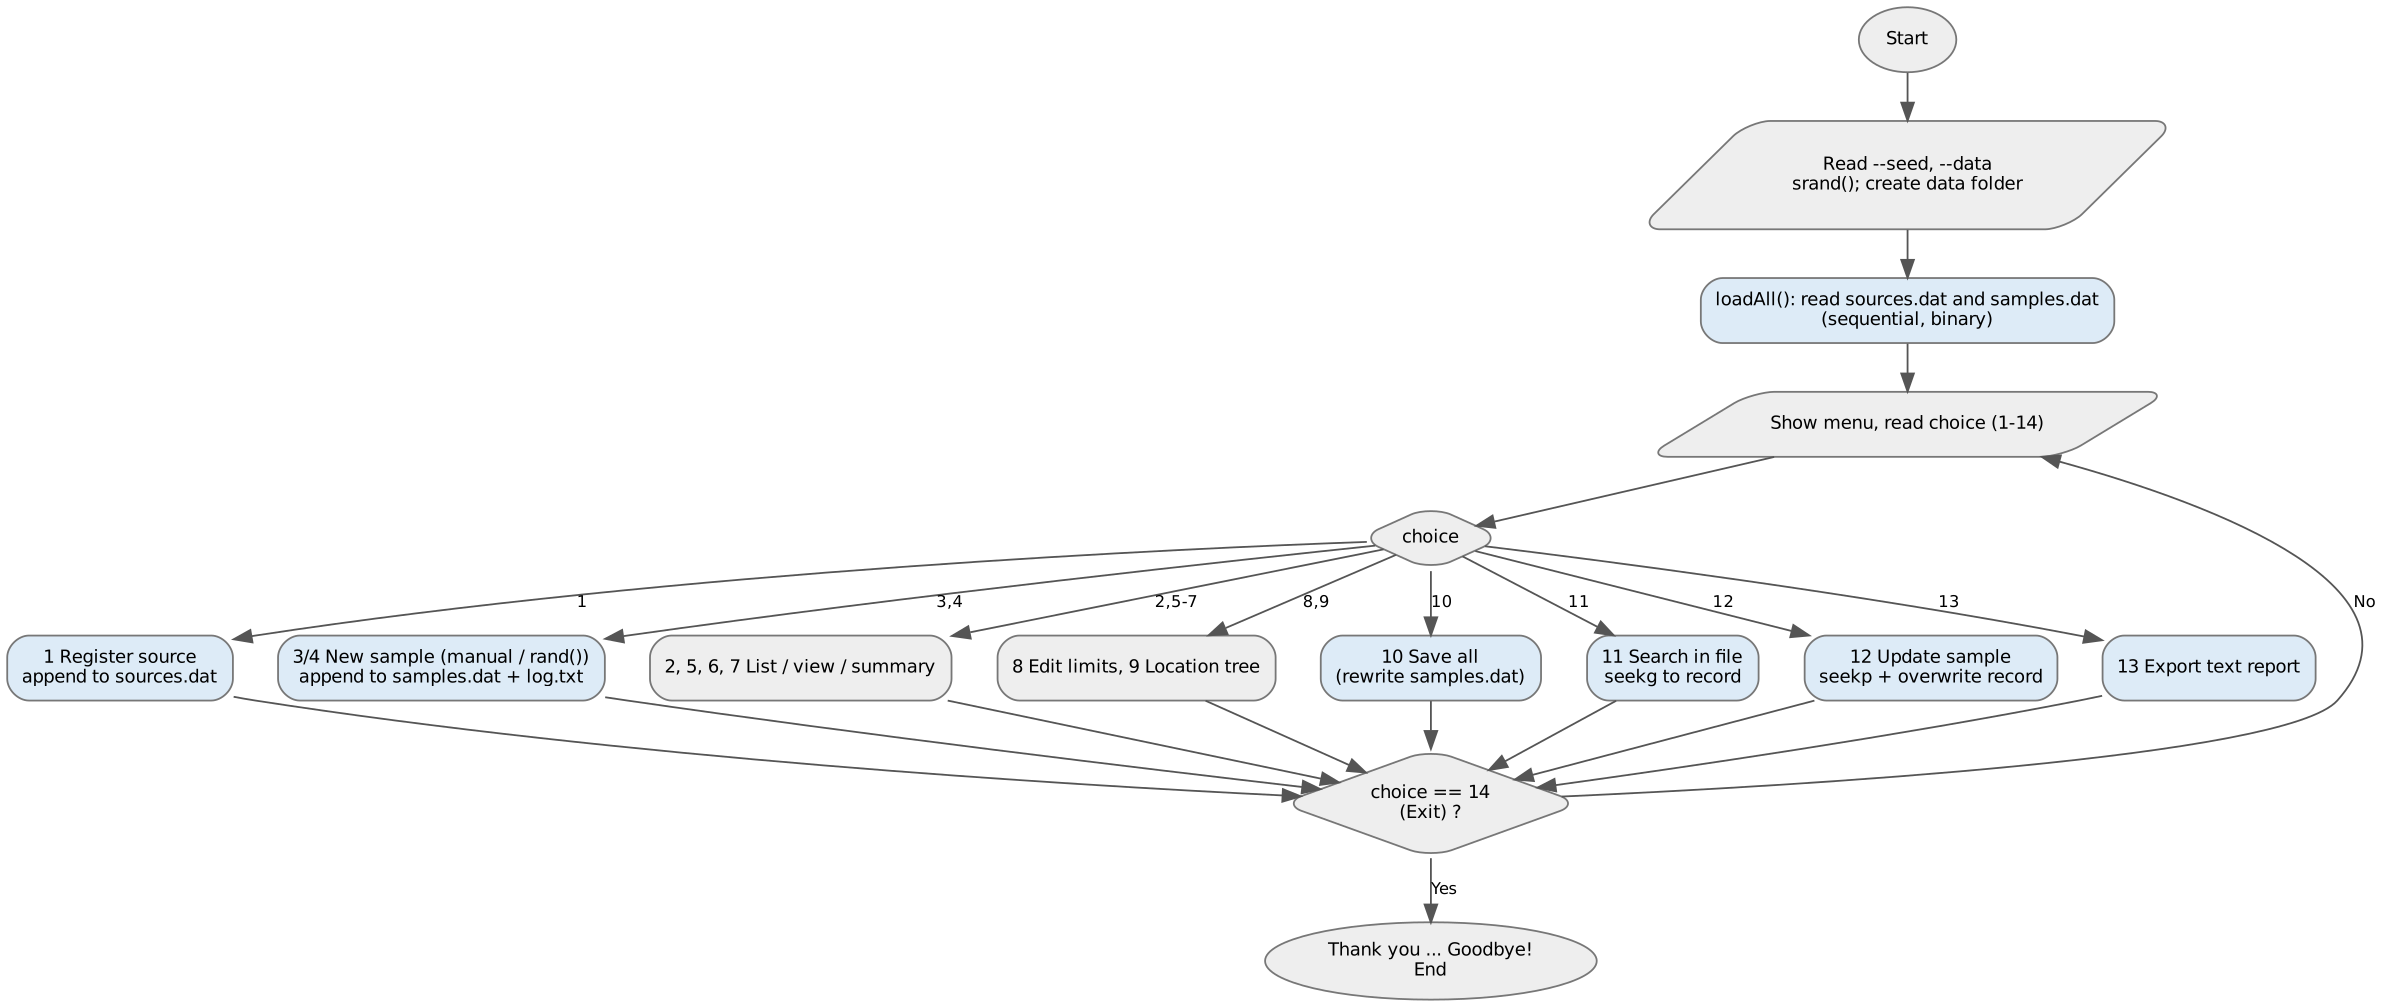 Start
Read --seed, --data
srand(); create data folder
loadAll(): read sources.dat and samples.dat
(sequential, binary)
Show menu, read choice (1-14)
choice
1
3,4
2,5-7
8,9
10
11
12
13
No
1 Register source
append to sources.dat
3/4 New sample (manual / rand())
append to samples.dat + log.txt
2, 5, 6, 7 List / view / summary
8 Edit limits, 9 Location tree
10 Save all
(rewrite samples.dat)
11 Search in file
seekg to record
12 Update sample
seekp + overwrite record
13 Export text report
choice == 14
(Exit) ?
Yes
Thank you ... Goodbye!
End